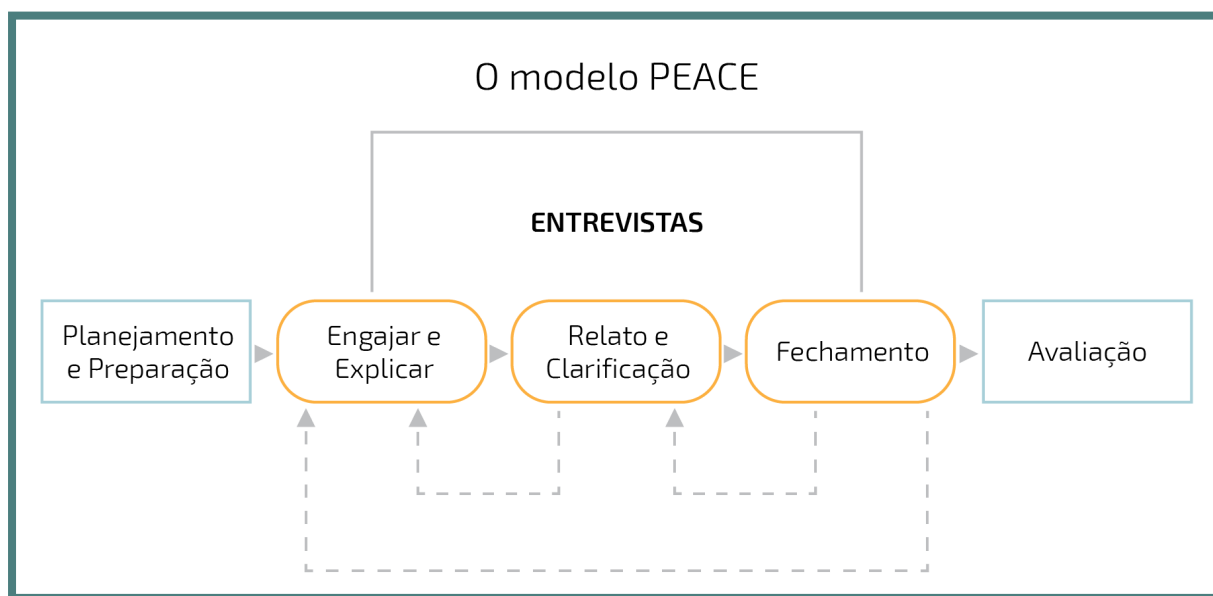 O modelo PEACE
ENTREVISTAS
Planejamento
e Preparação
Engajar e
Explicar
Relato e
Clarificação
Fechamento
Avaliação